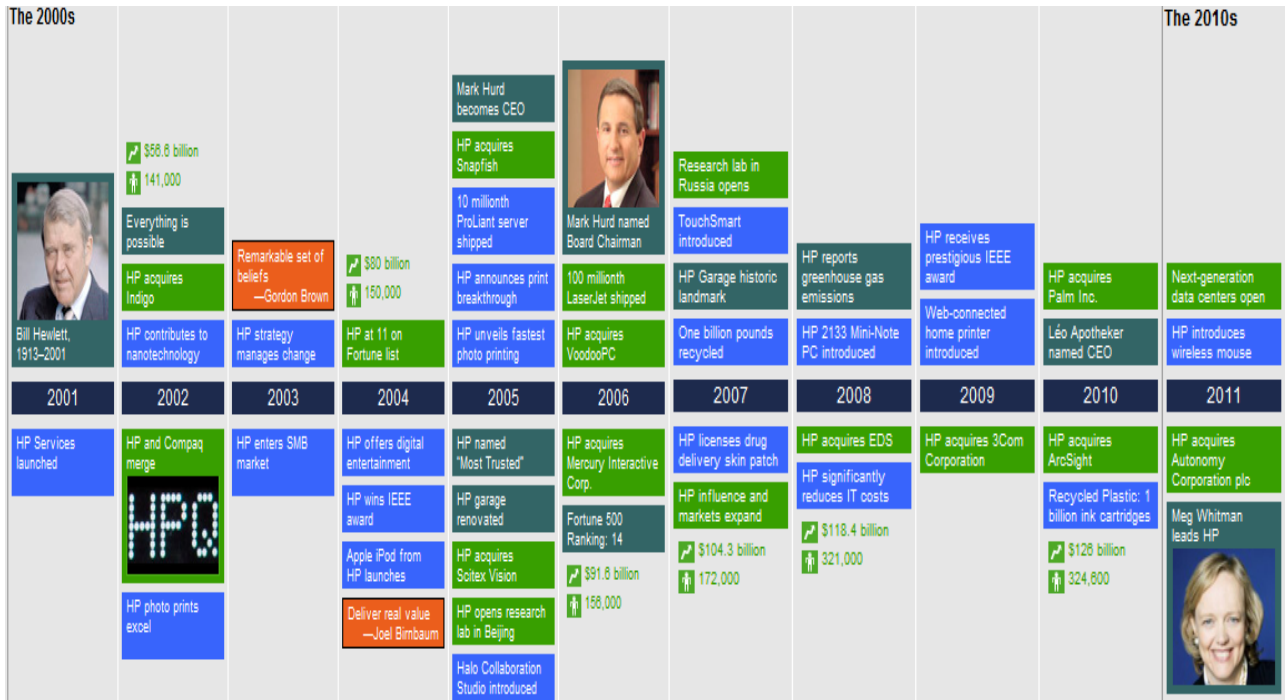 The 2000s
The 2010s
Bill Hewlett,
1913–2001
2001
HP Services
launched
$56.6 billion
141,000
Everything is
possible
HP acquires
Indigo
HP contributes to
nanotechnology
2002
HP and Compaq
merge
HPQ
HP photo prints
excel
Remarkable set of
beliefs
—Gordon Brown
HP strategy
manages change
2003
HP enters SMB
market
$80 billion
150,000
HP at 11 on
Fortune list
2004
HP offers digital
entertainment
HP wins IEEE
award
Apple iPod from
HP launches
Deliver real value
—Joel Birnbaum
Mark Hurd
becomes CEO
HP acquires
Snapfish
10 millionth
ProLiant server
shipped
HP announces print
breakthrough
HP unveils fastest
photo printing
2005
HP named
"Most Trusted"
HP garage
renovated
HP acquires
Scitex Vision
HP opens research
lab in Beijing
Halo Collaboration
Studio introduced
Mark Hurd named
Board Chairman
100 millionth
LaserJet shipped
HP acquires
VoodooPC
2006
HP acquires
Mercury Interactive
Corp.
Fortune 500
Ranking: 14
$91.6 billion
156,000
Research lab in
Russia opens
TouchSmart
introduced
HP Garage historic
landmark
One billion pounds
recycled
2007
HP licenses drug
delivery skin patch
HP influence and
markets expand
$104.3 billion
172,000
HP reports
greenhouse gas
emissions
HP 2133 Mini-Note
PC introduced
2008
HP acquires EDS
HP significantly
reduces IT costs
$118.4 billion
321,000
HP receives
prestigious IEEE
award
Web-connected
home printer
introduced
2009
HP acquires 3Com
Corporation
HP acquires
Palm Inc.
Léo Apotheker
named CEO
2010
HP acquires
ArcSight
Recycled Plastic: 1
billion ink cartridges
$126 billion
324,600
Next-generation
data centers open
HP introduces
wireless mouse
2011
HP acquires
Autonomy
Corporation plc
Meg Whitman
leads HP